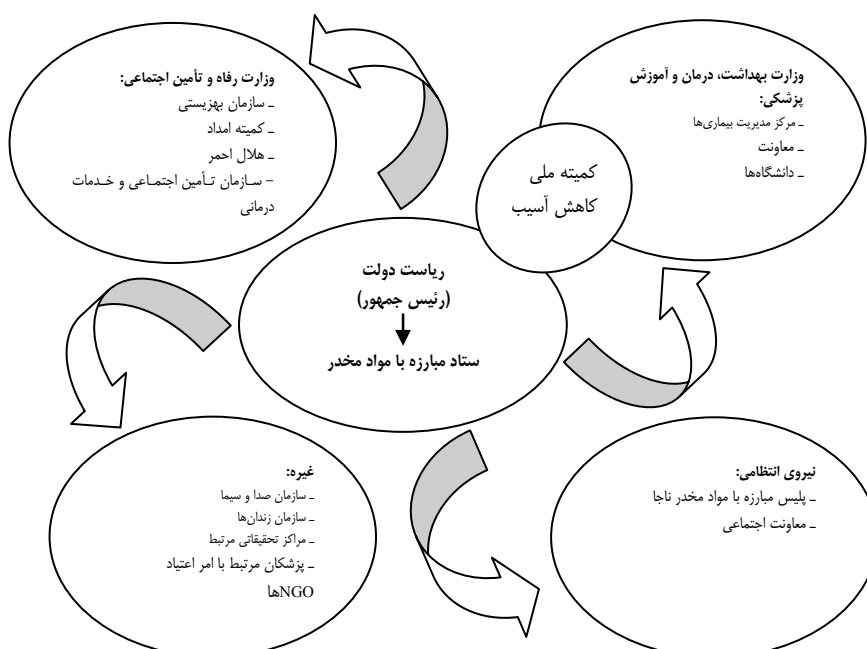 وزارت بهداشت، درمان و آموزش
پزشکی:
ـ مرکز مدیریت بیماری‌ها
ـ معاونت
ـ دانشگاه‌ها
وزارت رفاه و تأمین اجتماعی:
ـ سازمان بهزیستی
ـ کمیته امداد
ـ هلال احمر
– سـازمان تـأمین اجتمـاعی و خـدمات
درمانی
کمیته ملی
کاهش آسیب
ریاست دولت
(رئیس جمهور)
ستاد مبارزه با مواد مخدر
نیروی انتظامی:
ـ پلیس مبارزه با مواد مخدر ناجا
ـ معاونت اجتماعی
غیره:
ـ سازمان صدا و سیما
ـ سازمان زندان‌ها
ـ مراکز تحقیقاتی مرتبط
ـ پزشکان مرتبط با امر اعتیاد
NGOها